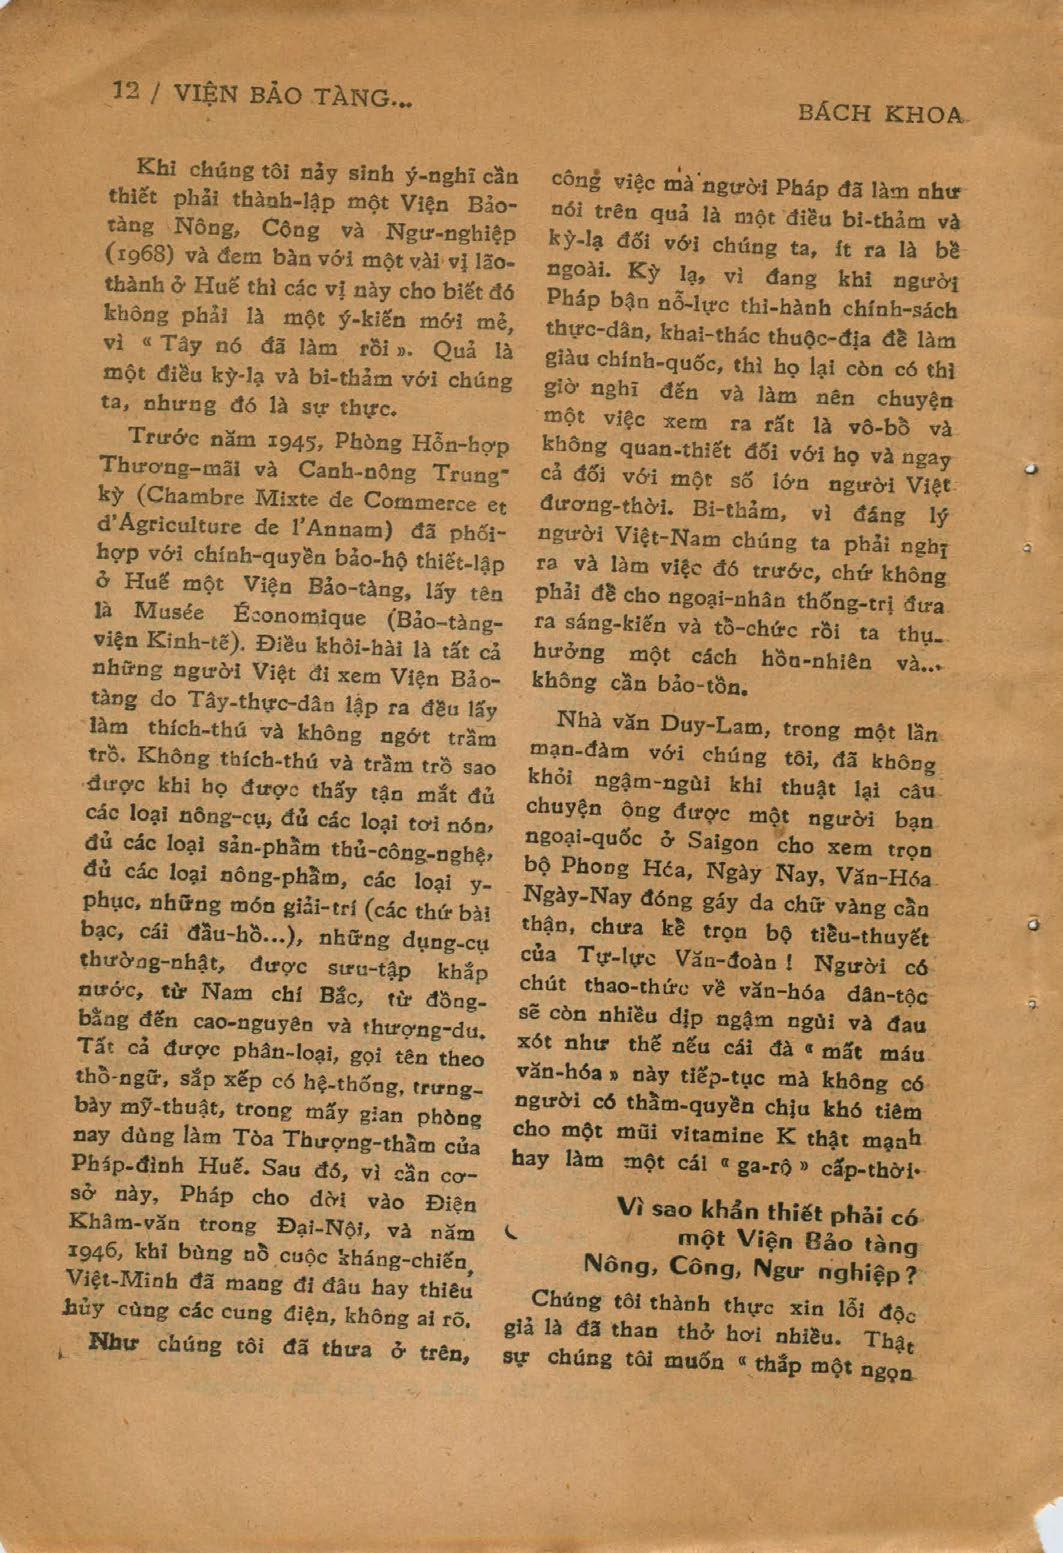 12 / VIỆN BẢO TÀNG...
BÁCH KHOA
Khi chúng tôi nảy sinh ý-nghĩ cần
thiết phải thành-lập một Viện Bảo-
tàng Nông, Công và Ngư-nghiệp
(1968) và đem bàn với một vài vị lão-
thành ở Huế thì các vị này cho biết đó
không phải là một ý-kiến mới mẻ,
vì « Tây nó đã làm rồi ». Quả là
một điều kỳ-lạ và bi-thảm với chúng
ta, nhưng đó là sự thực.
Trước năm 1945, Phòng Hỗn-hợp
Thương-mãi và Canh-nông Trung-
kỳ (Chambre Mixte de Commerce et
d'Agriculture de l'Annam) đã phối-
hợp với chính-quyền bảo-hộ thiết-lập
ở Huế một Viện Bảo-tàng, lấy tên
là Musée Économique (Bảo-tàng-
viện Kinh-tế). Điều khôi-hài là tất cả
những người Việt đi xem Viện Bảo-
tàng do Tây-thực-dân lập ra đều lấy
làm thích-thú và không ngớt trầm
trồ. Không thích-thú và trầm trồ sao
được khi họ được thấy tận mắt đủ
các loại nông-cụ, đủ các loại tơi nón,
đủ các loại sản-phẩm thủ-công-nghệ,
đủ các loại nông-phẩm, các loại y-
phục, những món giải-trí (các thứ bài
bạc, cái đầu-hồ...), những dụng-cụ
thường-nhật, được sưu-tập khắp
nước, từ Nam chí Bắc, từ đồng-
bằng đến cao-nguyên và thượng-du.
Tất cả được phân-loại, gọi tên theo
thổ-ngữ, sắp xếp có hệ-thống, trưng-
bày mỹ-thuật, trong mấy gian phòng
nay dùng làm Tòa Thượng-thẩm của
Pháp-đình Huế. Sau đó, vì cần cơ-
sở này, Pháp cho dời vào Điện
Khâm-văn trong Đại-Nội, và năm
1946, khi bùng nổ cuộc kháng-chiến,
Việt-Minh đã mang đi đâu hay thiêu
hủy cùng các cung điện, không ai rõ.
Như chúng tôi đã thưa ở trên,
công việc mà người Pháp đã làm như
nói trên quả là một điều bi-thảm và
kỳ-lạ đối với chúng ta, ít ra là bề
ngoài. Kỳ lạ, vì đang khi người
Pháp bận nỗ-lực thi-hành chính-sách
thực-dân, khai-thác thuộc-địa để làm
giàu chính-quốc, thì họ lại còn có thì
giờ nghĩ đến và làm nên chuyện
một việc xem ra rất là vô-bổ và
không quan-thiết đối với họ và ngay
cả đối với một số lớn người Việt
đương-thời. Bi-thảm, vì đáng lý
người Việt-Nam chúng ta phải nghĩ
ra và làm việc đó trước, chứ không
phải để cho ngoại-nhân thống-trị đưa
ra sáng-kiến và tổ-chức rồi ta thụ-
hưởng một cách hồn-nhiên và...
không cần bảo-tồn.
Nhà văn Duy-Lam, trong một lần
mạn-đàm với chúng tôi, đã không
khỏi ngậm-ngùi khi thuật lại câu
chuyện ông được một người bạn
ngoại-quốc ở Saigon cho xem trọn
bộ Phong Hóa, Ngày Nay, Văn-Hóa
Ngày-Nay đóng gáy da chữ vàng cẩn
thận, chưa kể trọn bộ tiểu-thuyết
của Tự-lực Văn-đoàn ! Người có
chút thao-thức về văn-hóa dân-tộc
sẽ còn nhiều dịp ngậm ngùi và đau
xót như thế nếu cái đà « mất máu
văn-hóa » này tiếp-tục mà không có
người có thẩm-quyền chịu khó tiêm
cho một mũi vitamine K thật mạnh
hay làm một cái « ga-rô » cấp-thời.
Vì sao khẩn thiết phải có
một Viện Bảo tàng
Nông, Công, Ngư nghiệp ?
Chúng tôi thành thực xin lỗi độc
giả là đã than thở hơi nhiều. Thật
sự chúng tôi muốn « thắp một ngọn